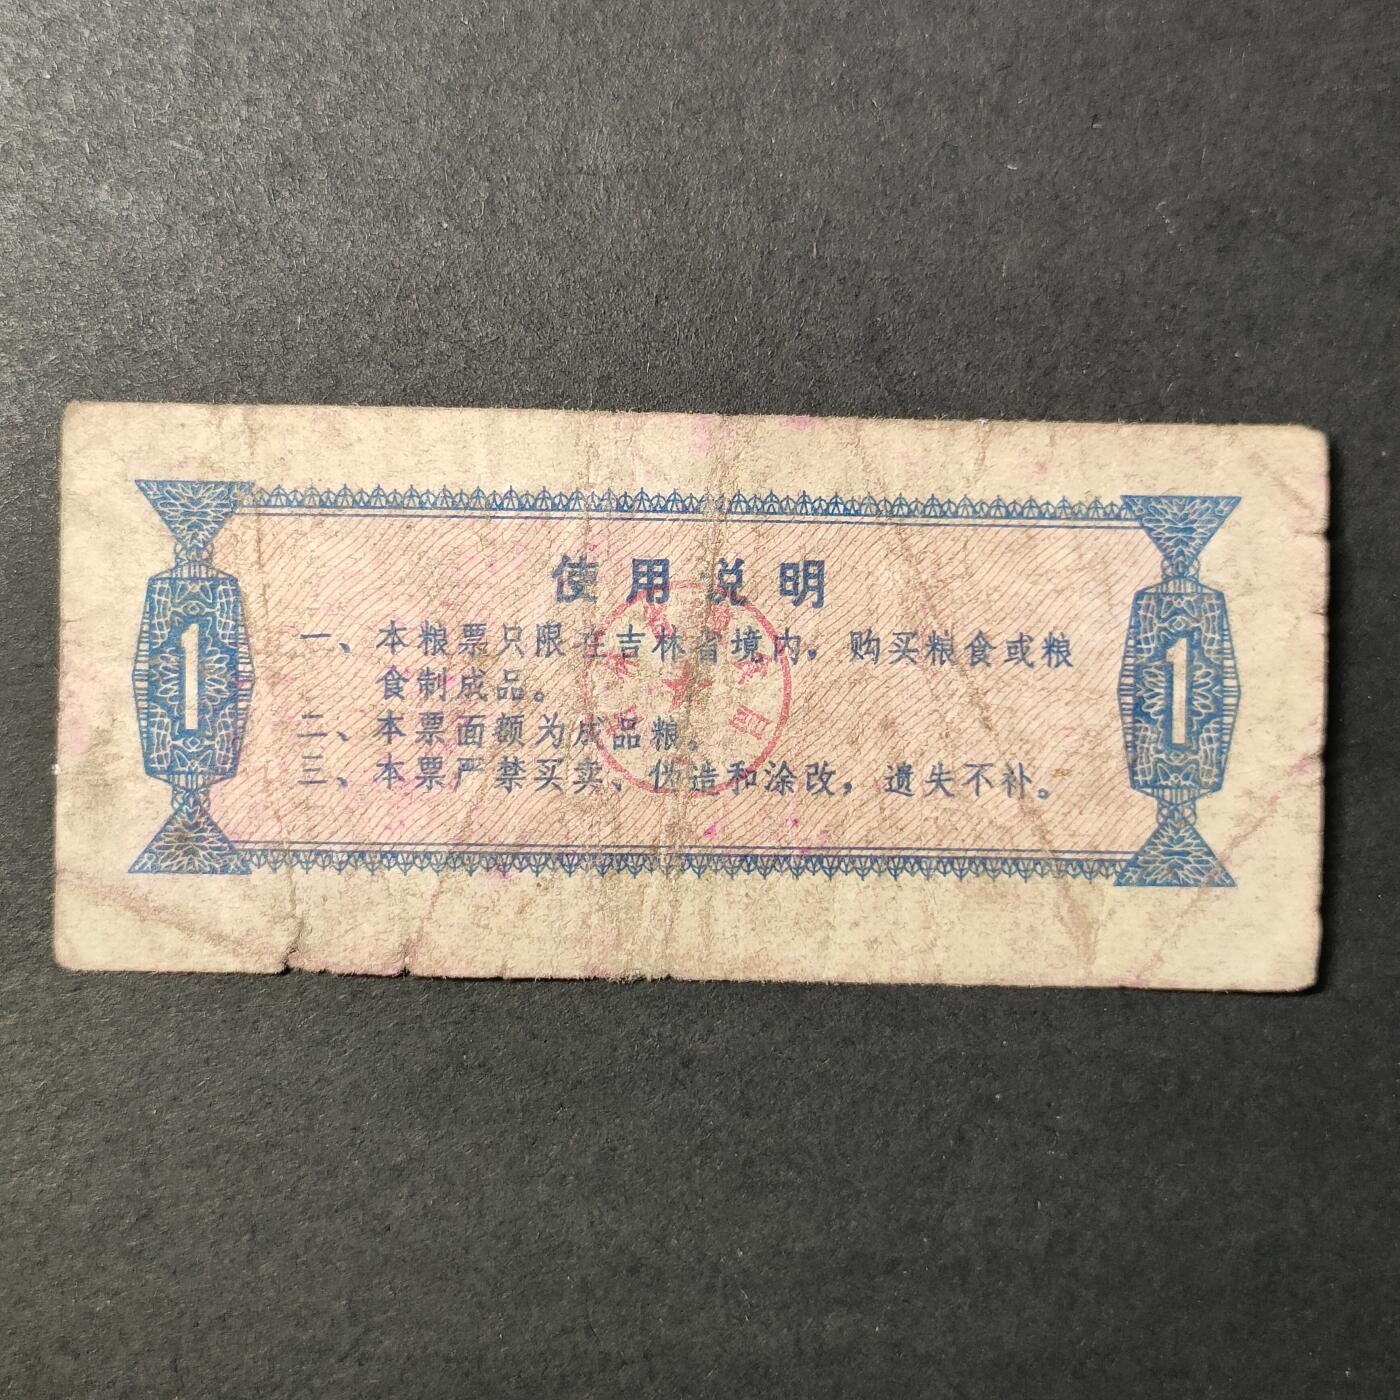 使用说明
1
一、本粮票只限在吉林省境内，购买粮食或粮
食制成品。
二、本票面额为成品粮。
三、本票严禁买卖、伪造和涂改，遗失不补。
1